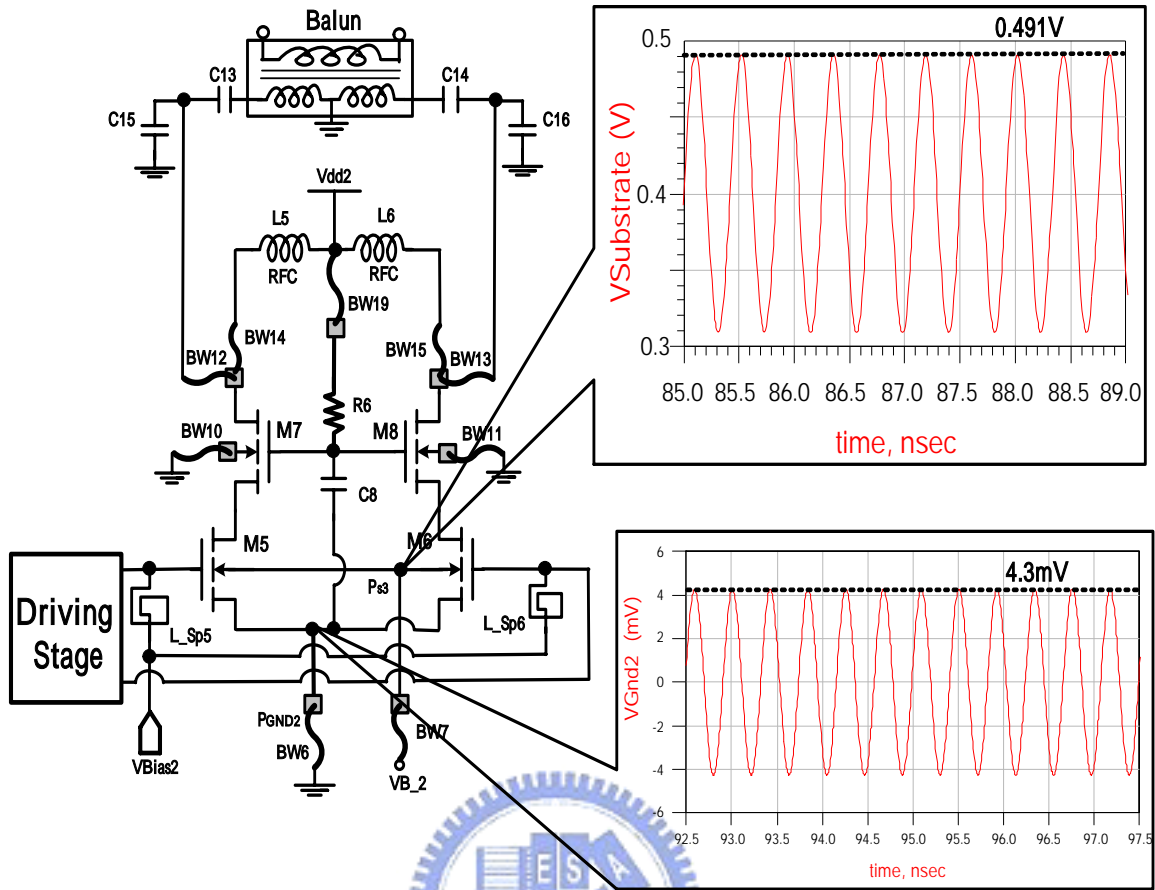 Balun
C13
C14
C15
C16
Vdd2
L5
L6
RFC
RFC
BW19
BW14
BW12
BW15
BW13
R6
BW10
M7
M8
BW11
C8
M5
M6
Ps3
Driving
Stage
L_Sp5
L_Sp6
PGND2
BW6
BW7
VBias2
VB_2
0.491V
VSubstrate (V)
0.5
0.4
0.3
85.0 85.5 86.0 86.5 87.0 87.5 88.0 88.5 89.0
time, nsec
4.3mV
VGnd2 (mV)
6
4
2
0
-2
-4
-6
92.5 93.0 93.5 94.0 94.5 95.0 95.5 96.0 96.5 97.0 97.5
time, nsec
E S A